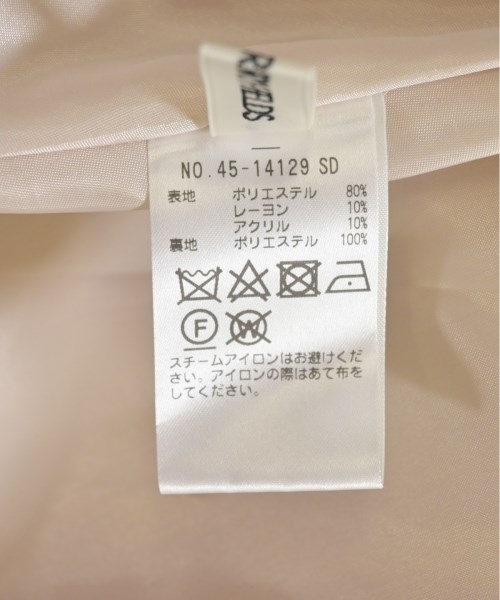 NO.45-14129 SD
表地 ポリエステル 80%
レーヨン 10%
アクリル 10%
裏地 ポリエステル 100%
F W
スチームアイロンはお避けくだ
さい。アイロンの際はあて布を
してください。